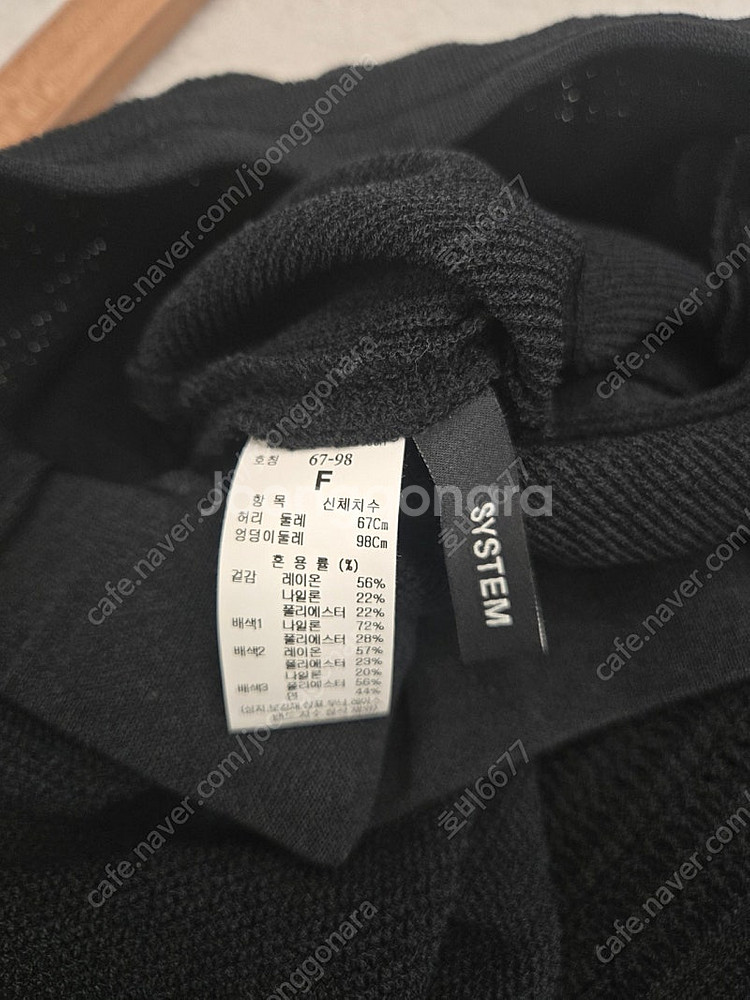 호칭 67-98
F
항 목 신체치수
허리 둘레 67Cm
엉덩이둘레 98Cm
혼 용 률 (%)
겉감 레이온 56%
나일론 22%
폴리에스터 22%
배색1 나일론 72%
폴리에스터 28%
배색2 레이온 57%
폴리에스터 23%
나일론 20%
배색3 폴리에스터 56%
면 44%
SYSTEM
Joonggonara
cafe.naver.com/joonggonara
호비6677